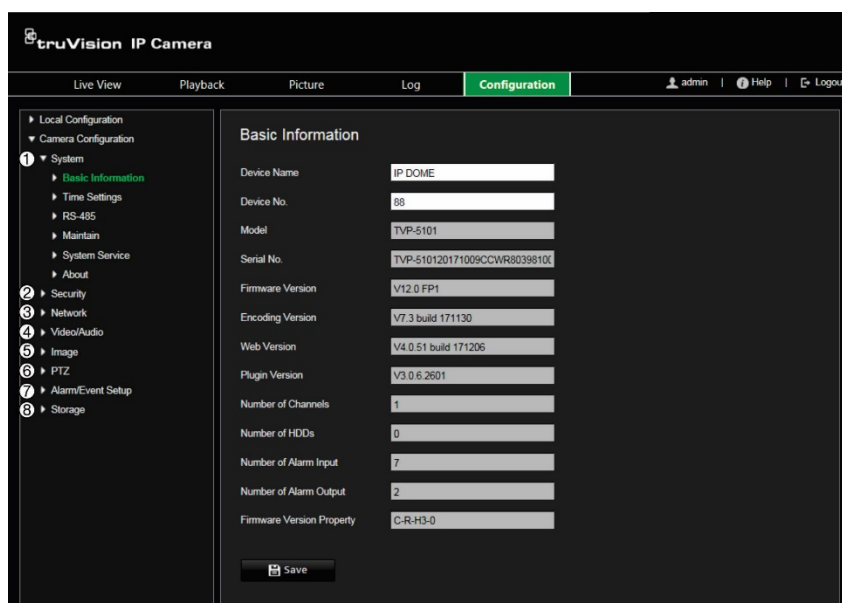 truVision IP Camera
Live View Playback Picture Log Configuration admin | Help | Logou
Local Configuration
Camera Configuration
1 System
Basic Information
Time Settings
RS-485
Maintain
System Service
About
2 Security
3 Network
4 Video/Audio
5 Image
6 PTZ
7 Alarm/Event Setup
8 Storage
Basic Information
Device Name IP DOME
Device No. 88
Model TVP-5101
Serial No. TVP-510120171009CCWR8039810(
Firmware Version V12.0 FP1
Encoding Version V7.3 build 171130
Web Version V4.0.51 build 171206
Plugin Version V3.0.6.2601
Number of Channels 1
Number of HDDs 0
Number of Alarm Input 7
Number of Alarm Output 2
Firmware Version Property C-R-H3-0
Save